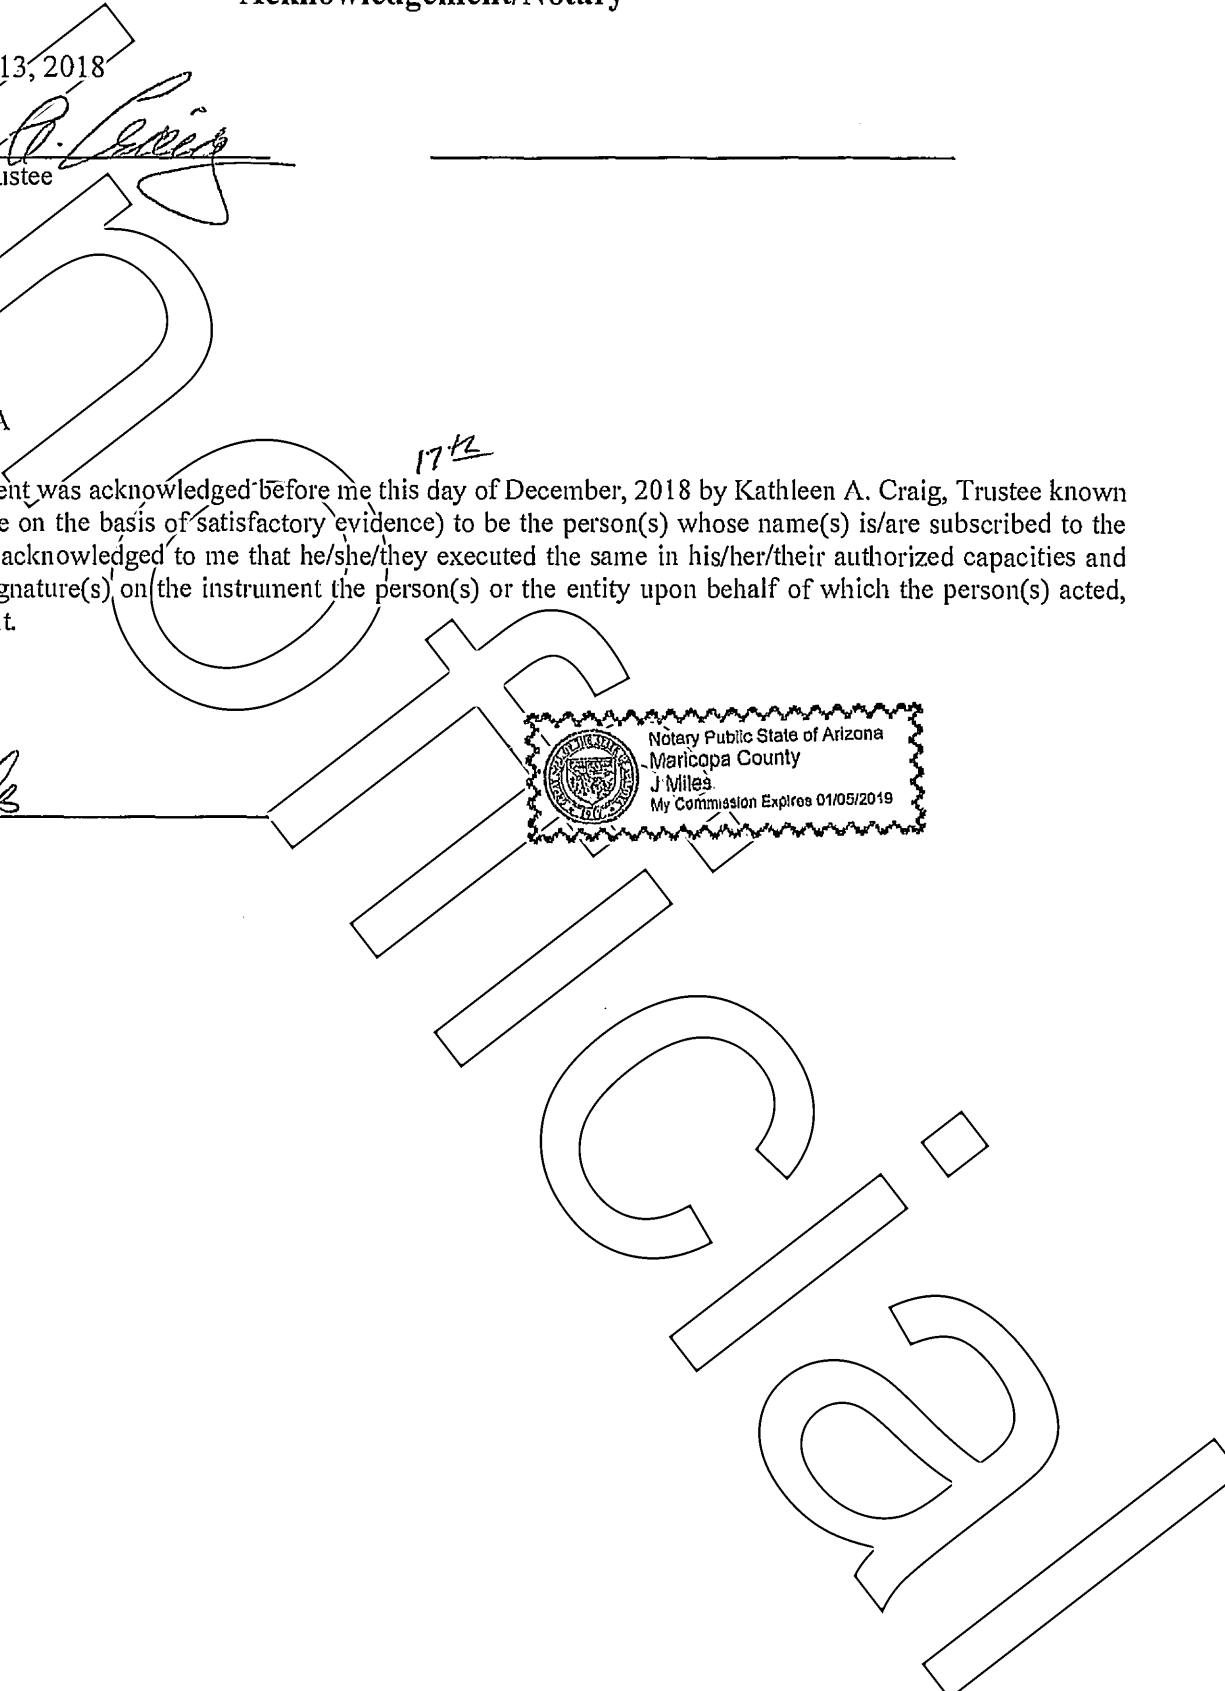 Acknowledgement/Notary
13, 2018
A. Craig
ustee
A
17th
ent was acknowledged before me this day of December, 2018 by Kathleen A. Craig, Trustee known
e on the basis of satisfactory evidence) to be the person(s) whose name(s) is/are subscribed to the
acknowledged to me that he/she/they executed the same in his/her/their authorized capacities and
gnature(s) on the instrument the person(s) or the entity upon behalf of which the person(s) acted,
t.
Notary Public State of Arizona
Maricopa County
J Miles
My Commission Expires 01/05/2019
nofficial